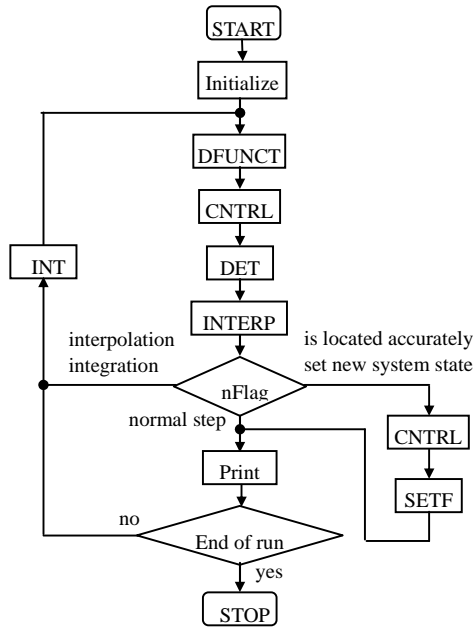 START
Initialize
DFUNCT
CNTRL
INT
DET
INTERP
interpolation
integration
is located accurately
set new system state
nFlag
normal step
CNTRL
Print
SETF
no
End of run
yes
STOP